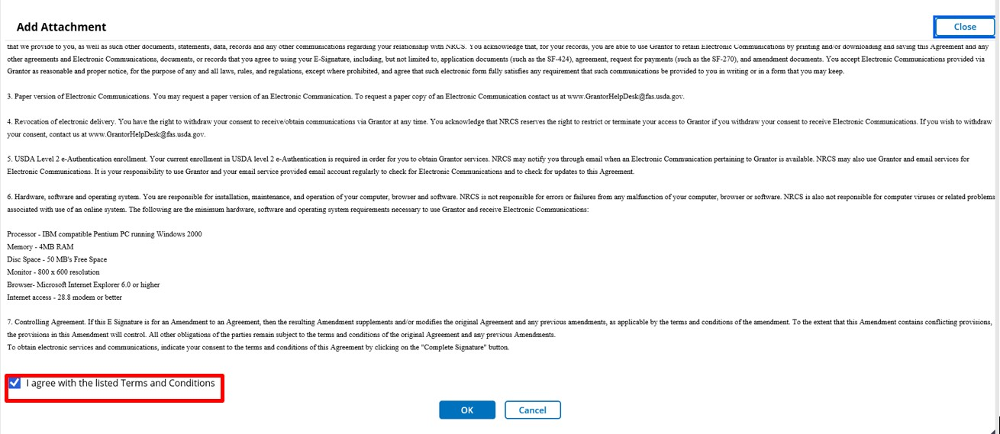 Add Attachment
Close
that we provide to you, as well as such other documents, statements, data, records and any other communications regarding your relationship with NRCS. You acknowledge that, for your records, you are able to use Grantor to retain Electronic Communications by printing and/or downloading and saving this Agreement and any
other agreements and Electronic Communications, documents, or records that you agree to using your E-Signature, including, but not limited to, application documents (such as the SF-424), agreement, request for payments (such as the SF-270), and amendment documents. You accept Electronic Communications provided via
Grantor as reasonable and proper notice, for the purpose of any and all laws, rules, and regulations, except where prohibited, and agree that such electronic form fully satisfies any requirement that such communications be provided to you in writing or in a form that you may keep.
3. Paper version of Electronic Communications. You may request a paper version of an Electronic Communication. To request a paper copy of an Electronic Communication contact us at www.GrantorHelpDesk@fas.usda.gov.
4. Revocation of electronic delivery. You have the right to withdraw your consent to receive/obtain communications via Grantor at any time. You acknowledge that NRCS reserves the right to restrict or terminate your access to Grantor if you withdraw your consent to receive Electronic Communications. If you wish to withdraw
your consent, contact us at www.GrantorHelpDesk@fas.usda.gov.
5. USDA Level 2 e-Authentication enrollment. Your current enrollment in USDA level 2 e-Authentication is required in order for you to obtain Grantor services. NRCS may notify you through email when an Electronic Communication pertaining to Grantor is available. NRCS may also use Grantor and email services for
Electronic Communications. It is your responsibility to use Grantor and your email service provided email account regularly to check for Electronic Communications and to check for updates to this Agreement.
6. Hardware, software and operating system. You are responsible for installation, maintenance, and operation of your computer, browser and software. NRCS is not responsible for errors or failures from any malfunction of your computer, browser or software. NRCS is also not responsible for computer viruses or related problems
associated with use of an online system. The following are the minimum hardware, software and operating system requirements necessary to use Grantor and receive Electronic Communications:
Processor - IBM compatible Pentium PC running Windows 2000
Memory - 4MB RAM
Disc Space - 50 MB's Free Space
Monitor - 800 x 600 resolution
Browser- Microsoft Internet Explorer 6.0 or higher
Internet access - 28.8 modem or better
7. Controlling Agreement. If this E Signature is for an Amendment to an Agreement, then the resulting Amendment supplements and/or modifies the original Agreement and any previous amendments, as applicable by the terms and conditions of the amendment. To the extent that this Amendment contains conflicting provisions,
the provisions in this Amendment will control. All other obligations of the parties remain subject to the terms and conditions of the original Agreement and any previous Amendments.
To obtain electronic services and communications, indicate your consent to the terms and conditions of this Agreement by clicking on the "Complete Signature" button.
I agree with the listed Terms and Conditions
OK
Cancel